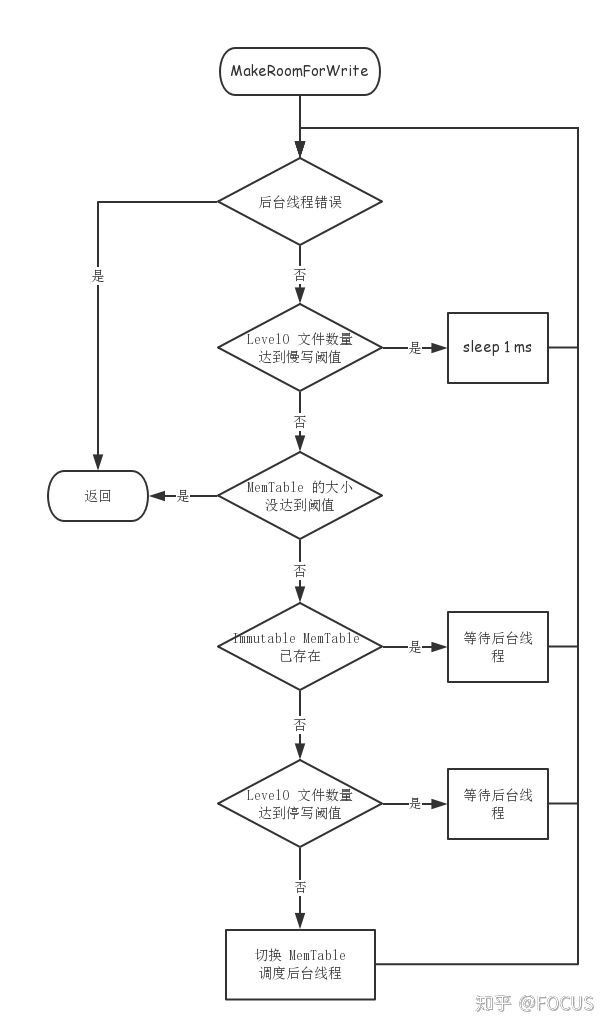 MakeRoomForWrite
后台线程错误
是
否
Level0 文件数量
达到慢写阈值
是
sleep 1 ms
否
返回
是
MemTable 的大小
没达到阈值
否
Immutable MemTable
已存在
是
等待后台线
程
否
Level0 文件数量
达到停写阈值
是
等待后台线
程
否
切换 MemTable
调度后台线程
知乎 @FOCUS